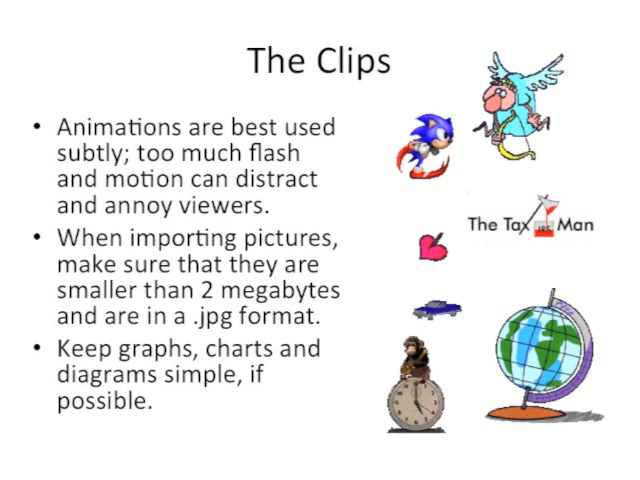 The Clips
• Animations are best used
subtly; too much flash
and motion can distract
and annoy viewers.
• When importing pictures,
make sure that they are
smaller than 2 megabytes
and are in a .jpg format.
• Keep graphs, charts and
diagrams simple, if
possible.
The Tax Man